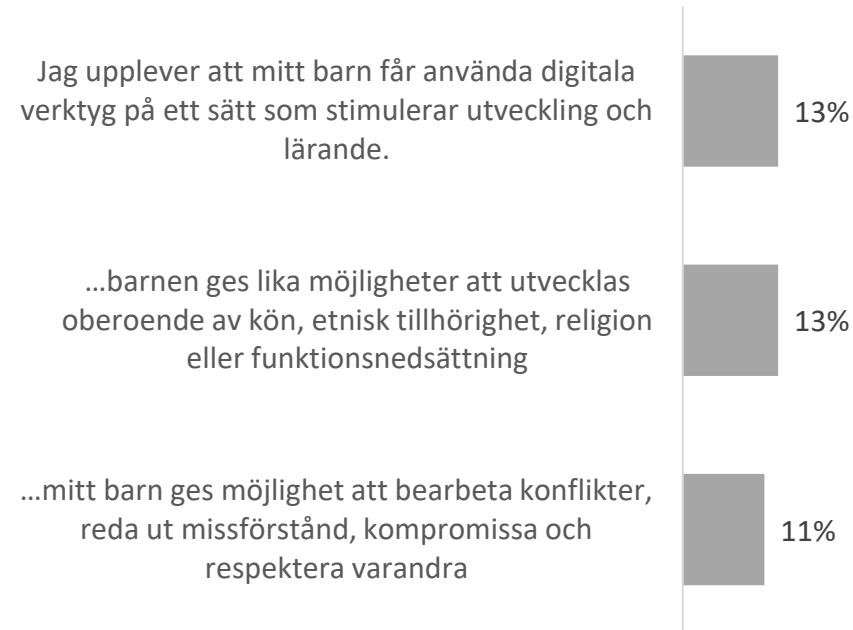 Jag upplever att mitt barn får använda digitala
verktyg på ett sätt som stimulerar utveckling och
lärande.
13%
…barnen ges lika möjligheter att utvecklas
oberoende av kön, etnisk tillhörighet, religion
eller funktionsnedsättning
13%
…mitt barn ges möjlighet att bearbeta konflikter,
reda ut missförstånd, kompromissa och
respektera varandra
11%